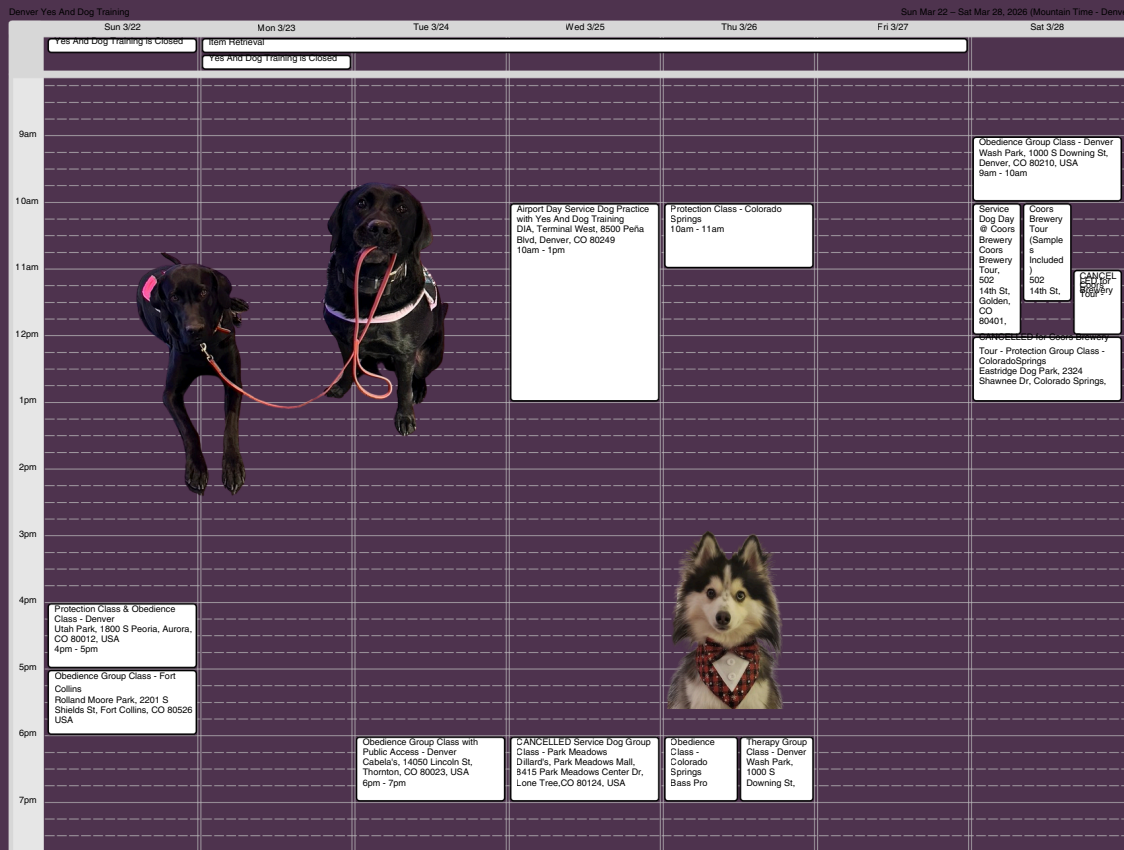 Denver Yes And Dog Training
Sun Mar 22 – Sat Mar 28, 2026 (Mountain Time - Denve
Sun 3/22
Mon 3/23
Tue 3/24
Wed 3/25
Thu 3/26
Fri 3/27
Sat 3/28
Yes And Dog Training is Closed
Item Retrieval
Yes And Dog Training is Closed
9am
10am
11am
12pm
1pm
2pm
3pm
4pm
5pm
6pm
7pm
Protection Class & Obedience
Class - Denver
Utah Park, 1800 S Peoria, Aurora,
CO 80012, USA
4pm - 5pm
Obedience Group Class - Fort
Collins
Rolland Moore Park, 2201 S
Shields St, Fort Collins, CO 80526
USA
Obedience Group Class with
Public Access - Denver
Cabela's, 14050 Lincoln St,
Thornton, CO 80023, USA
6pm - 7pm
Airport Day Service Dog Practice
with Yes And Dog Training
DIA, Terminal West, 8500 Peña
Blvd, Denver, CO 80249
10am - 1pm
CANCELLED Service Dog Group
Class - Park Meadows
Dillard's, Park Meadows Mall,
8415 Park Meadows Center Dr,
Lone Tree,CO 80124, USA
Protection Class - Colorado
Springs
10am - 11am
Obedience
Class -
Colorado
Springs
Bass Pro
Therapy Group
Class - Denver
Wash Park,
1000 S
Downing St,
Obedience Group Class - Denver
Wash Park, 1000 S Downing St,
Denver, CO 80210, USA
9am - 10am
Service
Dog Day
@ Coors
Brewery
Coors
Brewery
Tour,
502
14th St,
Golden,
CO
80401,
Coors
Brewery
Tour
(Sample
s
Included
)
502
14th St,
CANCEL
LED for
Coors
Brewery
Tour -
CANCELLED for Coors Brewery
Tour - Protection Group Class -
ColoradoSprings
Eastridge Dog Park, 2324
Shawnee Dr, Colorado Springs,